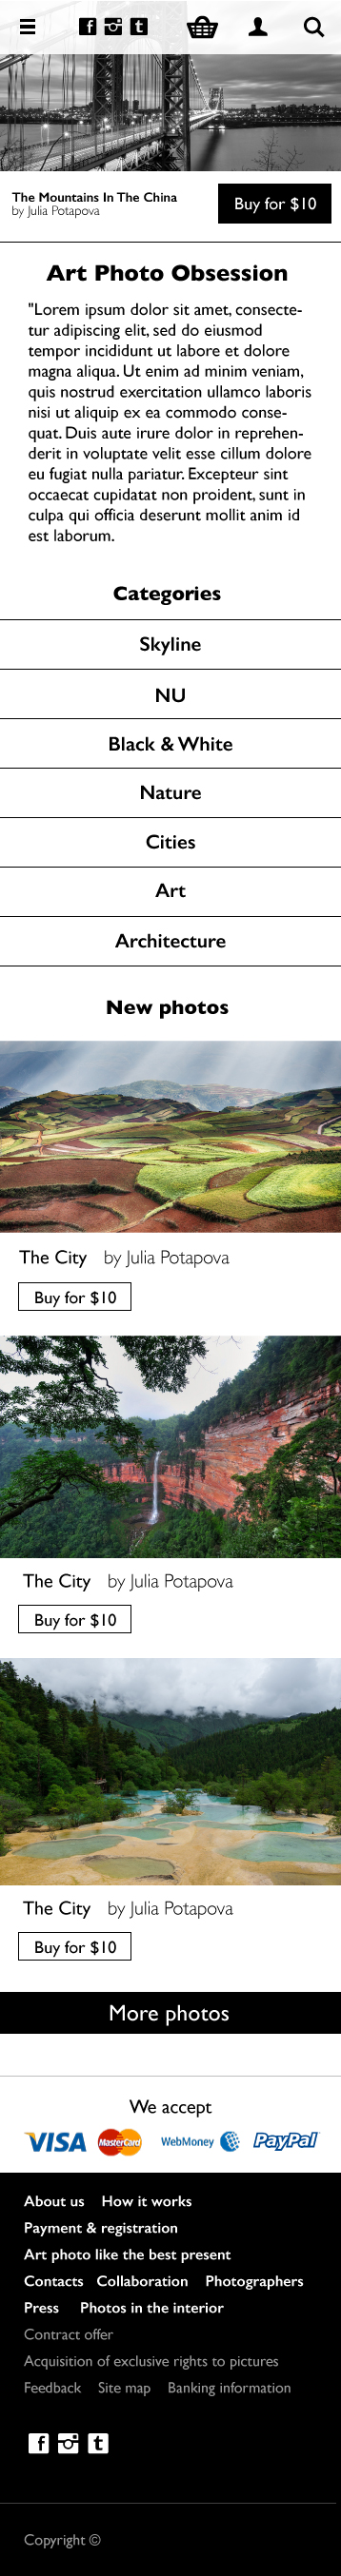 f t
The Mountains In The China
by Julia Potapova
Buy for $10
Art Photo Obsession
"Lorem ipsum dolor sit amet, consecte-
tur adipiscing elit, sed do eiusmod
tempor incididunt ut labore et dolore
magna aliqua. Ut enim ad minim veniam,
quis nostrud exercitation ullamco laboris
nisi ut aliquip ex ea commodo conse-
quat. Duis aute irure dolor in reprehen-
derit in voluptate velit esse cillum dolore
eu fugiat nulla pariatur. Excepteur sint
occaecat cupidatat non proident, sunt in
culpa qui officia deserunt mollit anim id
est laborum.
Categories
Skyline
NU
Black & White
Nature
Cities
Art
Architecture
New photos
The City by Julia Potapova
Buy for $10
The City by Julia Potapova
Buy for $10
The City by Julia Potapova
Buy for $10
More photos
We accept
VISA MasterCard WebMoney PayPal
About us How it works
Payment & registration
Art photo like the best present
Contacts Collaboration Photographers
Press Photos in the interior
Contract offer
Acquisition of exclusive rights to pictures
Feedback Site map Banking information
f t
Copyright ©